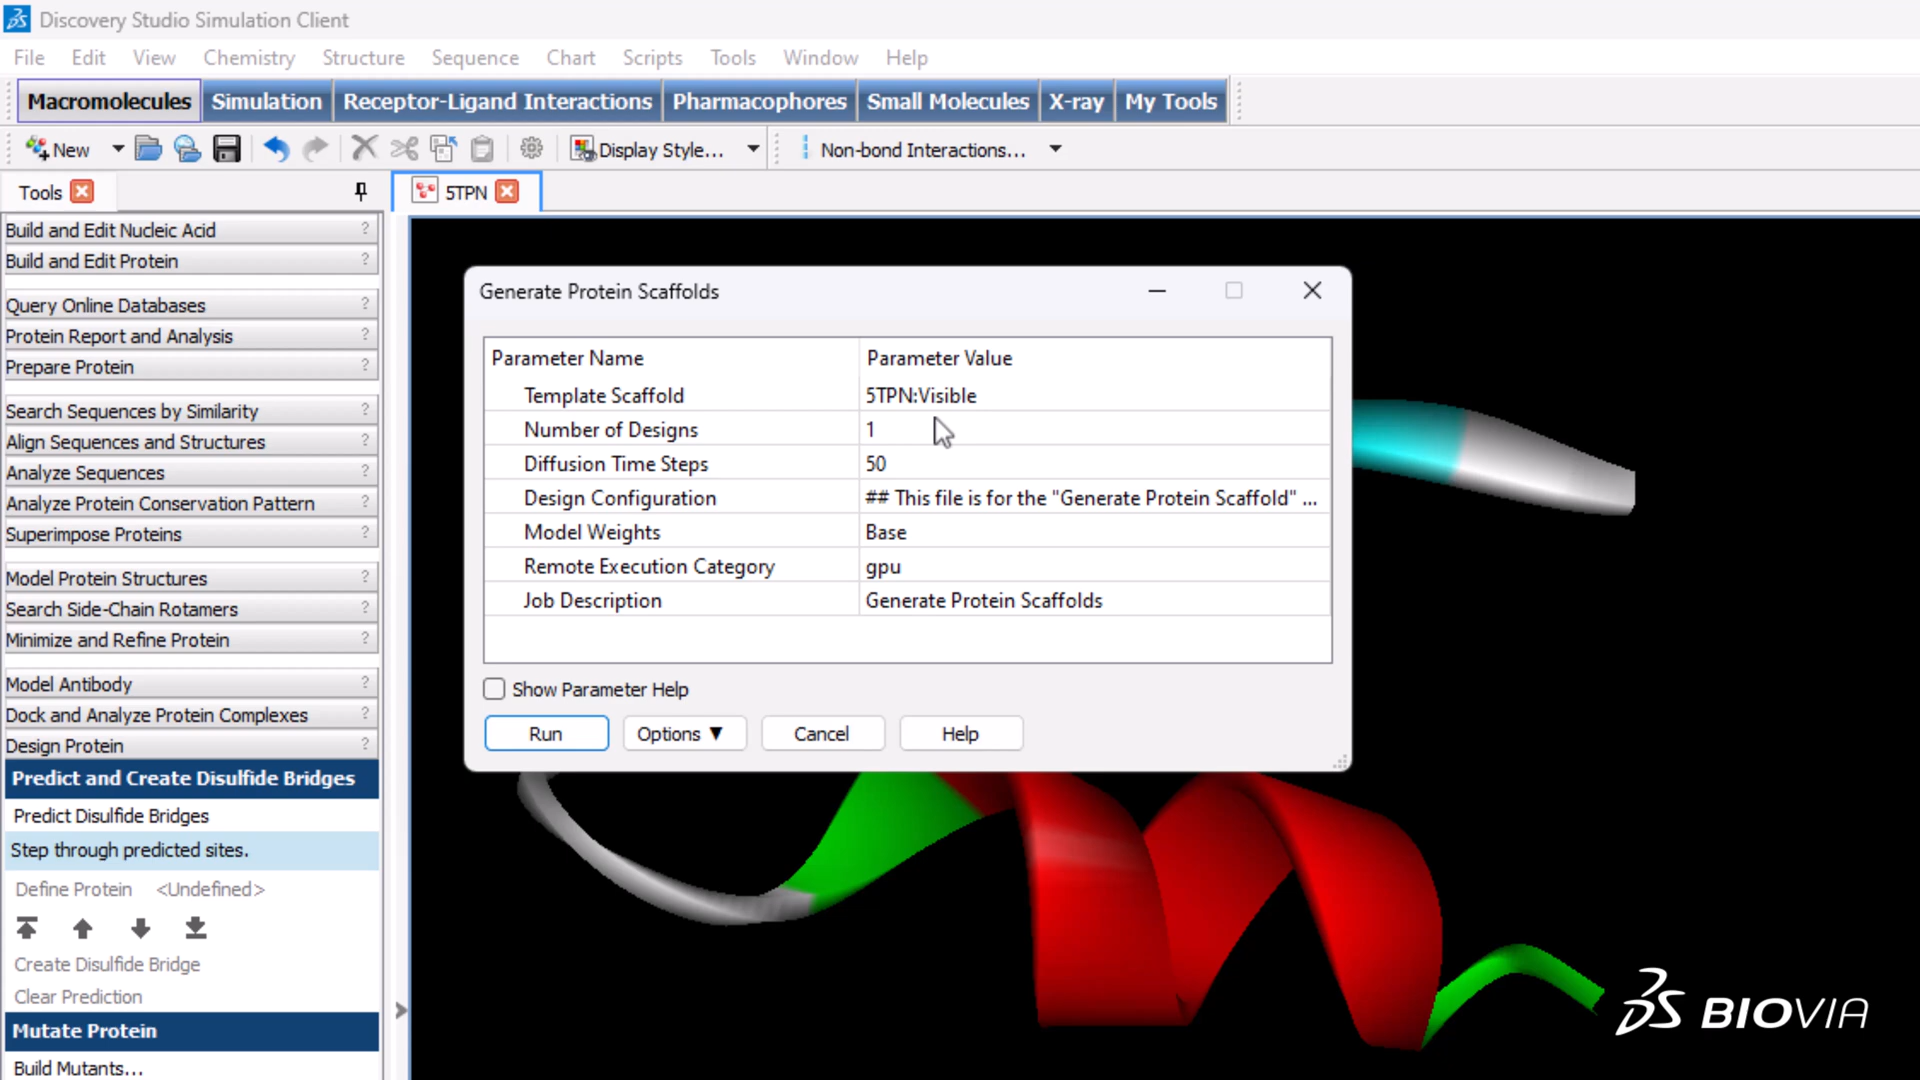 Discovery Studio Simulation Client
File Edit View Chemistry Structure Sequence Chart Scripts Tools Window Help
Macromolecules Simulation Receptor-Ligand Interactions Pharmacophores Small Molecules X-ray My Tools
New Display Style... Non-bond Interactions...
Tools 5TPN
Build and Edit Nucleic Acid ?
Build and Edit Protein ?
Query Online Databases ?
Protein Report and Analysis ?
Prepare Protein ?
Search Sequences by Similarity ?
Align Sequences and Structures ?
Analyze Sequences ?
Analyze Protein Conservation Pattern ?
Superimpose Proteins ?
Model Protein Structures ?
Search Side-Chain Rotamers ?
Minimize and Refine Protein ?
Model Antibody ?
Dock and Analyze Protein Complexes ?
Design Protein ?
Predict and Create Disulfide Bridges
Predict Disulfide Bridges
Step through predicted sites.
Define Protein <Undefined>
Create Disulfide Bridge
Clear Prediction
Mutate Protein
Build Mutants...
Generate Protein Scaffolds
Parameter Name Parameter Value
Template Scaffold 5TPN:Visible
Number of Designs 1
Diffusion Time Steps 50
Design Configuration ## This file is for the "Generate Protein Scaffold" ...
Model Weights Base
Remote Execution Category gpu
Job Description Generate Protein Scaffolds
Show Parameter Help
Run Options ▼ Cancel Help
BIOVIA